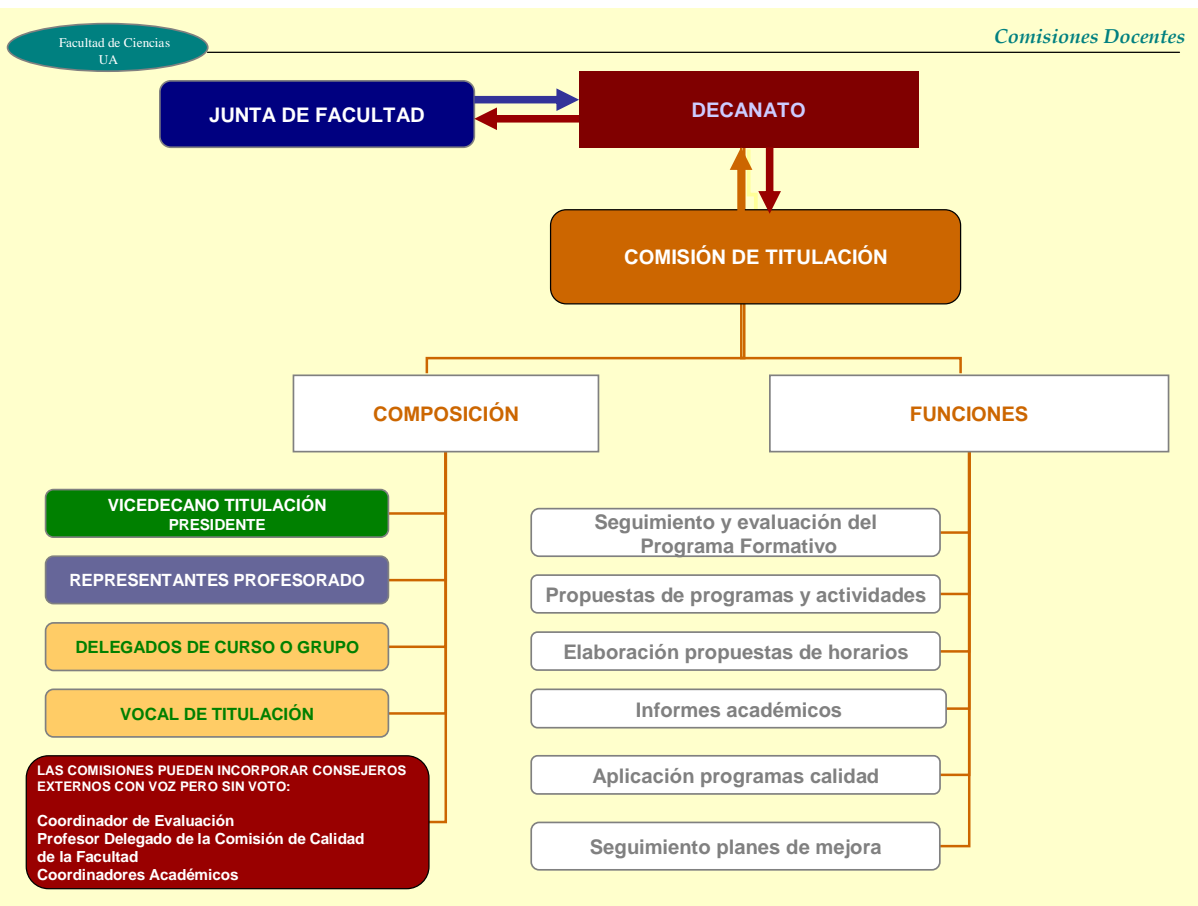 Facultad de Ciencias
UA
Comisiones Docentes
JUNTA DE FACULTAD
DECANATO
COMISIÓN DE TITULACIÓN
COMPOSICIÓN
FUNCIONES
VICEDECANO TITULACIÓN
PRESIDENTE
REPRESENTANTES PROFESORADO
DELEGADOS DE CURSO O GRUPO
VOCAL DE TITULACIÓN
LAS COMISIONES PUEDEN INCORPORAR CONSEJEROS
EXTERNOS CON VOZ PERO SIN VOTO:
Coordinador de Evaluación
Profesor Delegado de la Comisión de Calidad
de la Facultad
Coordinadores Académicos
Seguimiento y evaluación del
Programa Formativo
Propuestas de programas y actividades
Elaboración propuestas de horarios
Informes académicos
Aplicación programas calidad
Seguimiento planes de mejora